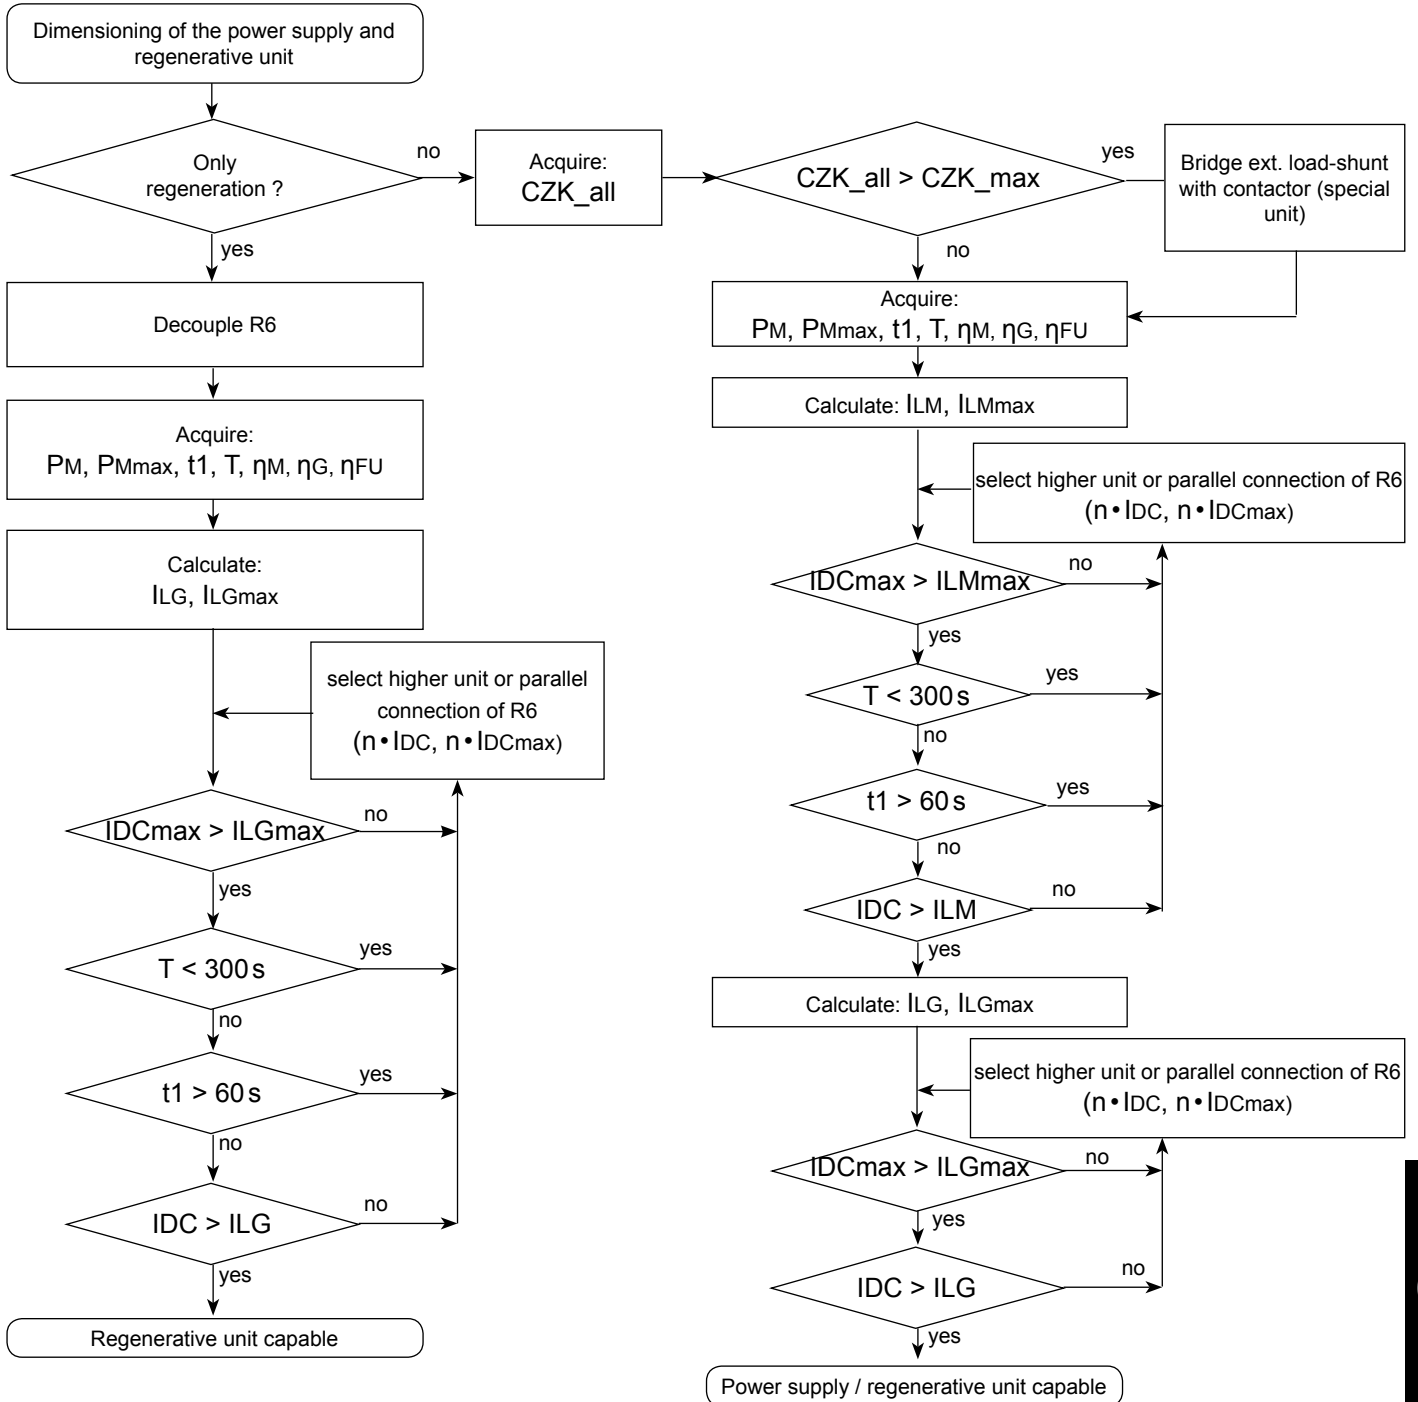 Dimensioning of the power supply and
regenerative unit
Only
regeneration ?
no
yes
Decouple R6
Acquire:
PM, PMmax, t1, T, ηM, ηG, ηFU
Calculate:
ILG, ILGmax
select higher unit or parallel
connection of R6
(n•IDC, n•IDCmax)
IDCmax > ILGmax
no
yes
T < 300s
yes
no
t1 > 60s
yes
no
IDC > ILG
no
yes
Regenerative unit capable
Acquire:
CZK_all
CZK_all > CZK_max
yes
no
Bridge ext. load-shunt
with contactor (special
unit)
Acquire:
PM, PMmax, t1, T, ηM, ηG, ηFU
Calculate: ILM, ILMmax
select higher unit or parallel connection of R6
(n•IDC, n•IDCmax)
IDCmax > ILMmax
no
yes
T < 300s
yes
no
t1 > 60s
yes
no
IDC > ILM
no
yes
Calculate: ILG, ILGmax
select higher unit or parallel connection of R6
(n•IDC, n•IDCmax)
IDCmax > ILGmax
no
yes
IDC > ILG
no
yes
Power supply / regenerative unit capable